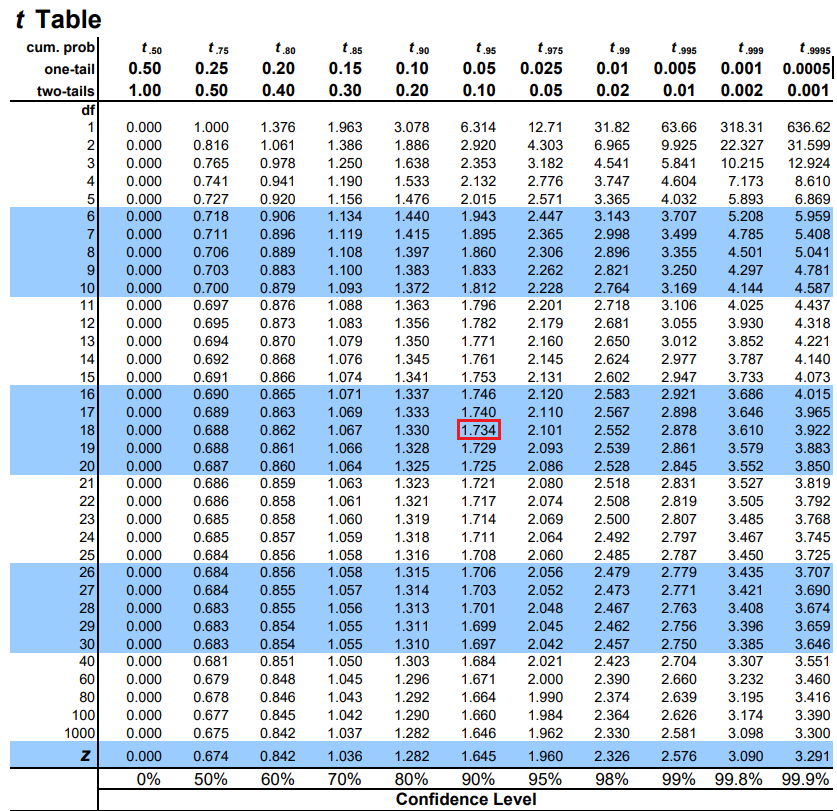 t Table
cum. prob t .50 t .75 t .80 t .85 t .90 t .95 t .975 t .99 t .995 t .999 t .9995
one-tail 0.50 0.25 0.20 0.15 0.10 0.05 0.025 0.01 0.005 0.001 0.0005
two-tails 1.00 0.50 0.40 0.30 0.20 0.10 0.05 0.02 0.01 0.002 0.001
df
1 0.000 1.000 1.376 1.963 3.078 6.314 12.71 31.82 63.66 318.31 636.62
2 0.000 0.816 1.061 1.386 1.886 2.920 4.303 6.965 9.925 22.327 31.599
3 0.000 0.765 0.978 1.250 1.638 2.353 3.182 4.541 5.841 10.215 12.924
4 0.000 0.741 0.941 1.190 1.533 2.132 2.776 3.747 4.604 7.173 8.610
5 0.000 0.727 0.920 1.156 1.476 2.015 2.571 3.365 4.032 5.893 6.869
6 0.000 0.718 0.906 1.134 1.440 1.943 2.447 3.143 3.707 5.208 5.959
7 0.000 0.711 0.896 1.119 1.415 1.895 2.365 2.998 3.499 4.785 5.408
8 0.000 0.706 0.889 1.108 1.397 1.860 2.306 2.896 3.355 4.501 5.041
9 0.000 0.703 0.883 1.100 1.383 1.833 2.262 2.821 3.250 4.297 4.781
10 0.000 0.700 0.879 1.093 1.372 1.812 2.228 2.764 3.169 4.144 4.587
11 0.000 0.697 0.876 1.088 1.363 1.796 2.201 2.718 3.106 4.025 4.437
12 0.000 0.695 0.873 1.083 1.356 1.782 2.179 2.681 3.055 3.930 4.318
13 0.000 0.694 0.870 1.079 1.350 1.771 2.160 2.650 3.012 3.852 4.221
14 0.000 0.692 0.868 1.076 1.345 1.761 2.145 2.624 2.977 3.787 4.140
15 0.000 0.691 0.866 1.074 1.341 1.753 2.131 2.602 2.947 3.733 4.073
16 0.000 0.690 0.865 1.071 1.337 1.746 2.120 2.583 2.921 3.686 4.015
17 0.000 0.689 0.863 1.069 1.333 1.740 2.110 2.567 2.898 3.646 3.965
18 0.000 0.688 0.862 1.067 1.330 1.734 2.101 2.552 2.878 3.610 3.922
19 0.000 0.688 0.861 1.066 1.328 1.729 2.093 2.539 2.861 3.579 3.883
20 0.000 0.687 0.860 1.064 1.325 1.725 2.086 2.528 2.845 3.552 3.850
21 0.000 0.686 0.859 1.063 1.323 1.721 2.080 2.518 2.831 3.527 3.819
22 0.000 0.686 0.858 1.061 1.321 1.717 2.074 2.508 2.819 3.505 3.792
23 0.000 0.685 0.858 1.060 1.319 1.714 2.069 2.500 2.807 3.485 3.768
24 0.000 0.685 0.857 1.059 1.318 1.711 2.064 2.492 2.797 3.467 3.745
25 0.000 0.684 0.856 1.058 1.316 1.708 2.060 2.485 2.787 3.450 3.725
26 0.000 0.684 0.856 1.058 1.315 1.706 2.056 2.479 2.779 3.435 3.707
27 0.000 0.684 0.855 1.057 1.314 1.703 2.052 2.473 2.771 3.421 3.690
28 0.000 0.683 0.855 1.056 1.313 1.701 2.048 2.467 2.763 3.408 3.674
29 0.000 0.683 0.854 1.055 1.311 1.699 2.045 2.462 2.756 3.396 3.659
30 0.000 0.683 0.854 1.055 1.310 1.697 2.042 2.457 2.750 3.385 3.646
40 0.000 0.681 0.851 1.050 1.303 1.684 2.021 2.423 2.704 3.307 3.551
60 0.000 0.679 0.848 1.045 1.296 1.671 2.000 2.390 2.660 3.232 3.460
80 0.000 0.678 0.846 1.043 1.292 1.664 1.990 2.374 2.639 3.195 3.416
100 0.000 0.677 0.845 1.042 1.290 1.660 1.984 2.364 2.626 3.174 3.390
1000 0.000 0.675 0.842 1.037 1.282 1.646 1.962 2.330 2.581 3.098 3.300
Z 0.000 0.674 0.842 1.036 1.282 1.645 1.960 2.326 2.576 3.090 3.291
0% 50% 60% 70% 80% 90% 95% 98% 99% 99.8% 99.9%
Confidence Level